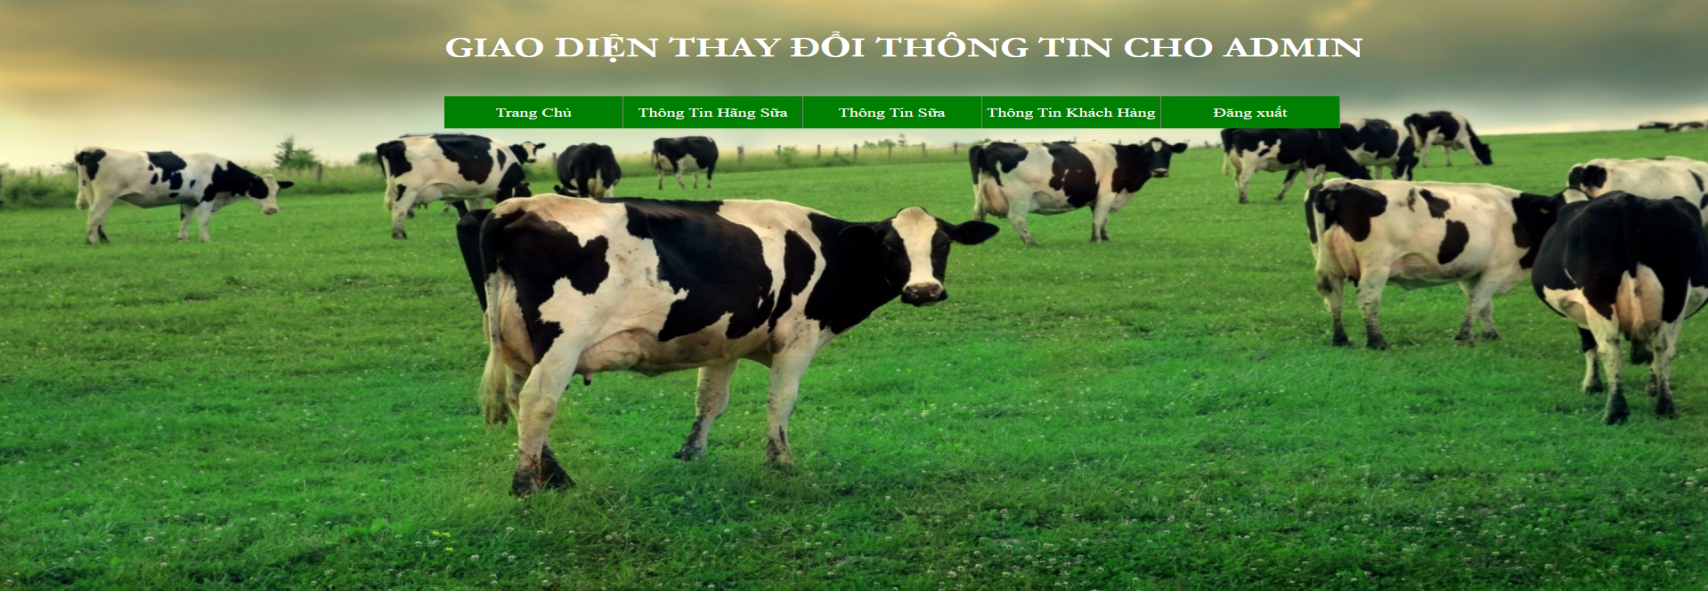 GIAO DIỆN THAY ĐỔI THÔNG TIN CHO ADMIN
Trang Chủ Thông Tin Hãng Sữa Thông Tin Sữa Thông Tin Khách Hàng Đăng xuất